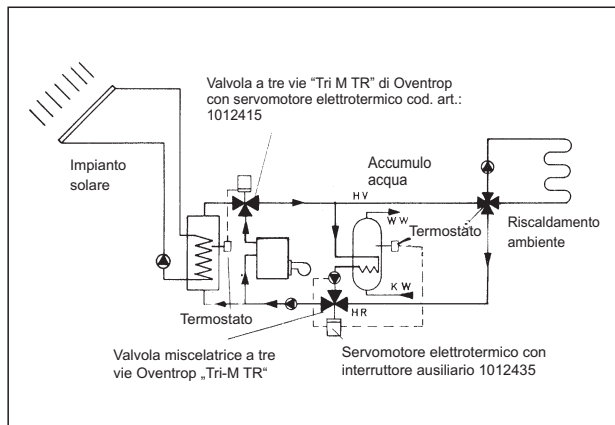 Valvola a tre vie “Tri M TR” di Oventrop
con servomotore elettrotermico cod. art.:
1012415
Impianto
solare
Accumulo
acqua
HV
WW
Termostato
Riscaldamento
ambiente
KW
Termostato
HR
Valvola miscelatrice a tre
vie Oventrop „Tri-M TR“
Servomotore elettrotermico con
interruttore ausiliario 1012435